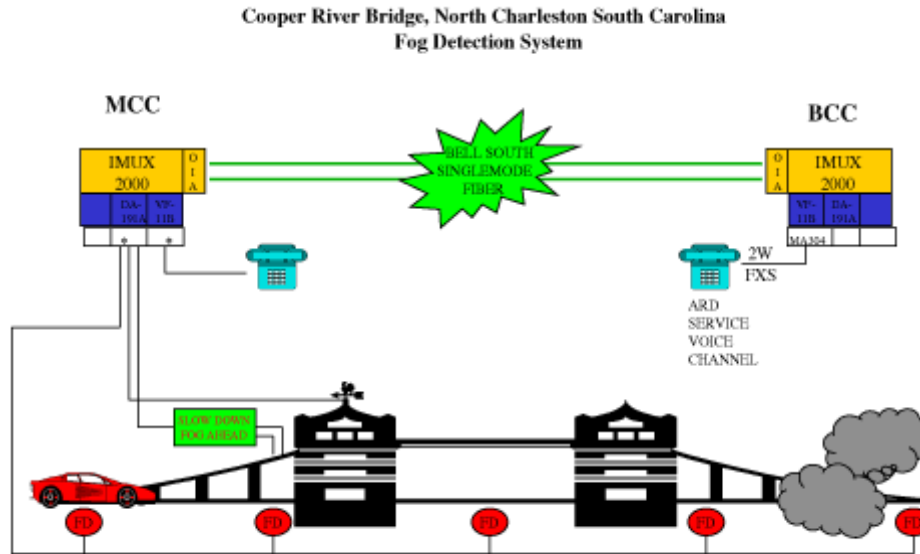 Cooper River Bridge, North Charleston South Carolina
Fog Detection System
MCC
BCC
IMUX
2000
O
I
A
DA-
191A
VF-
11B
BELL SOUTH
SINGLEMODE
FIBER
O
I
A
IMUX
2000
VF-
11B
DA-
191A
MA304
2W
FXS
ARD
SERVICE
VOICE
CHANNEL
SLOW DOWN
FOG AHEAD
FD
FD
FD
FD
FD